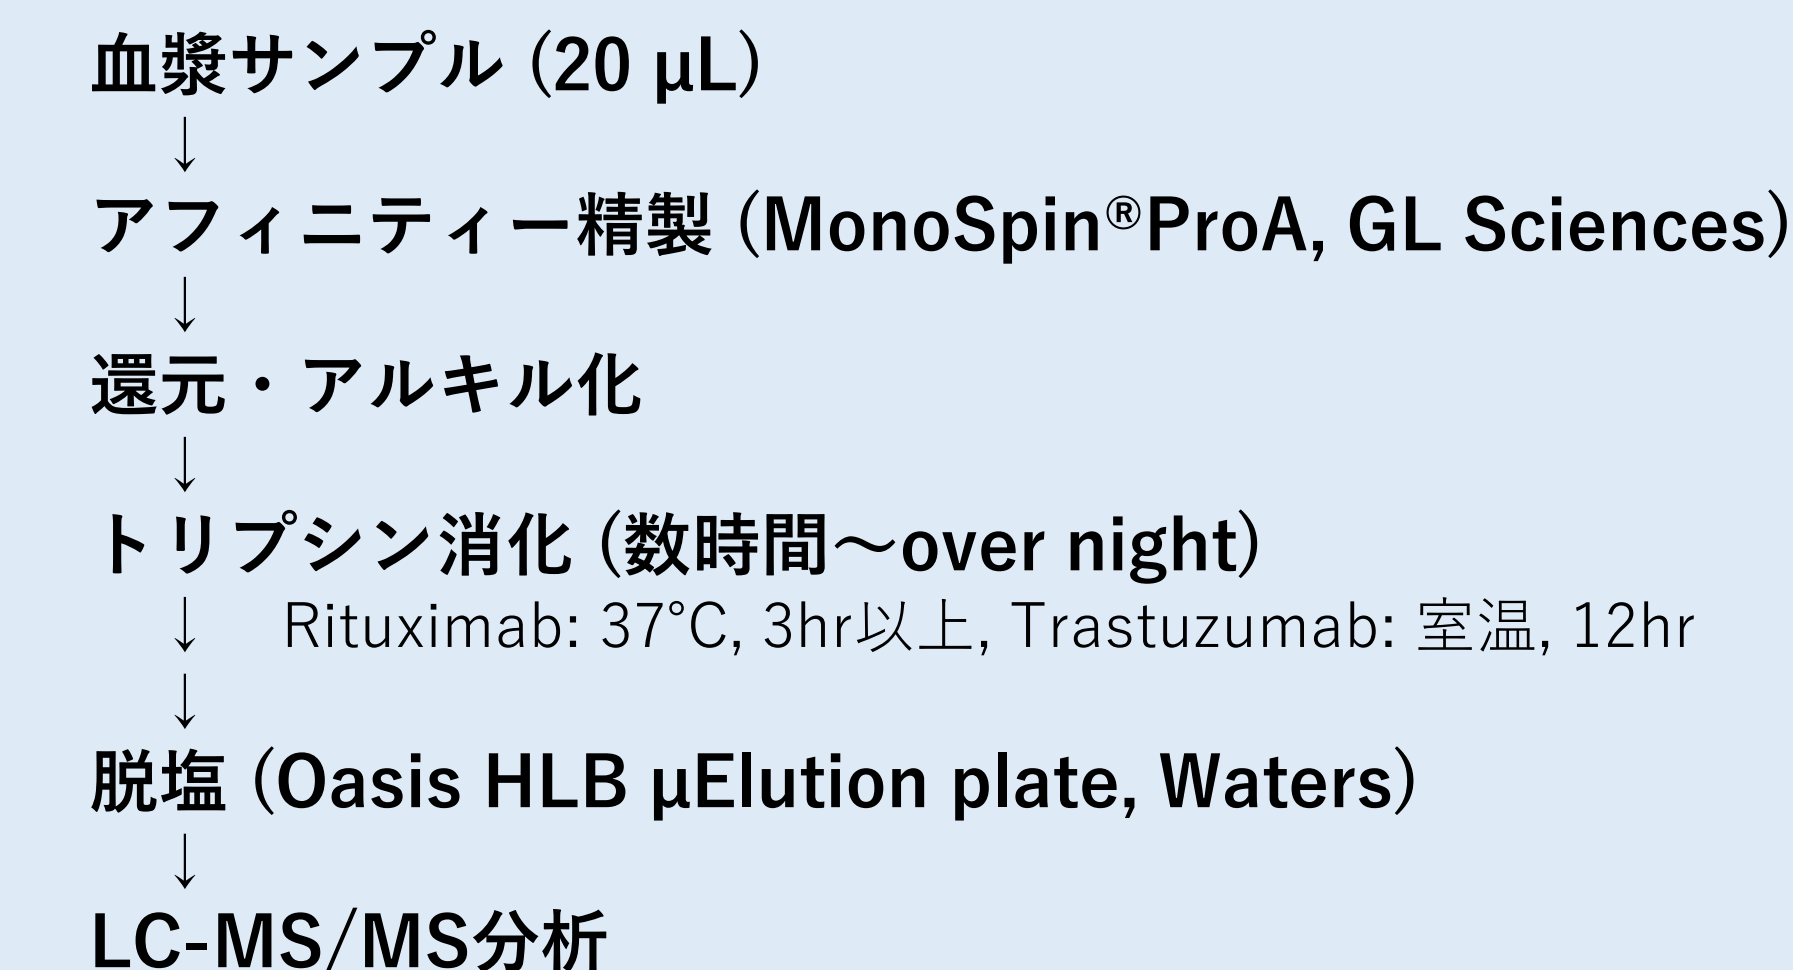 血漿サンプル (20 µL)
↓
アフィニティー精製 (MonoSpin®ProA, GL Sciences)
↓
還元・アルキル化
↓
トリプシン消化 (数時間～over night)
↓ Rituximab: 37°C, 3hr以上, Trastuzumab: 室温, 12hr
↓
脱塩 (Oasis HLB µElution plate, Waters)
↓
LC-MS/MS分析